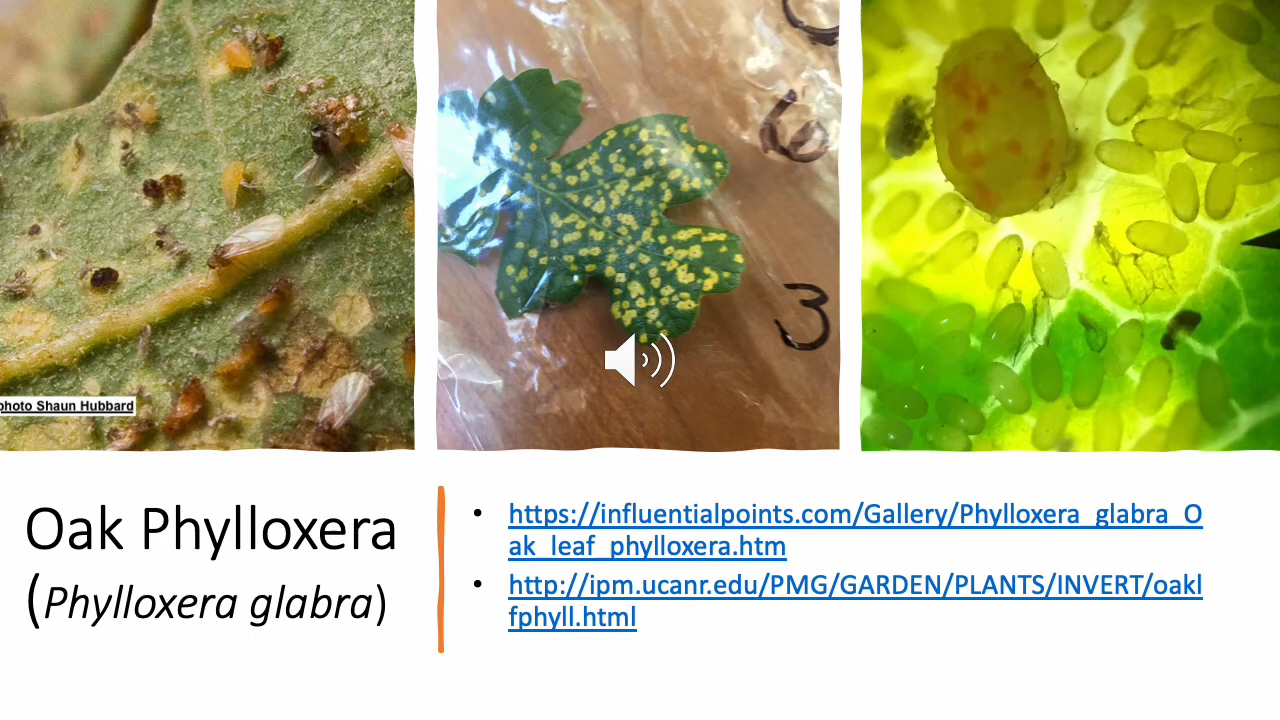 6
3
photo Shaun Hubbard
Oak Phylloxera
(Phylloxera glabra)
• https://influentialpoints.com/Gallery/Phylloxera_glabra_O
ak_leaf_phylloxera.htm
• http://ipm.ucanr.edu/PMG/GARDEN/PLANTS/INVERT/oakl
fphyll.html